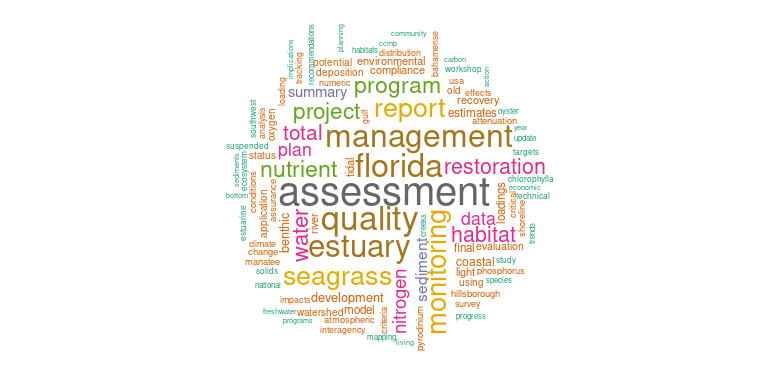 community
planning
recommendations
implications
ccmp
habitats
distribution
bahamense
carbon
tracking
potential
environmental
workshop
deposition
compliance
action
loading
numeric
program
usa
summary
old
effects
gulf
report
recovery
project
oyster
southwest
analysis
oxygen
estimates
attenuation
total
management
year
update
suspended
plan
status
tidal
florida
restoration
targets
sediments
ecosystem
nutrient
chlorophylla
economic
bottom
conditions
assurance
assessment
technical
loadings
critical
estuarine
application
water
river
quality
creeks
data
shoreline
trends
benthic
estuary
habitat
climate
change
final
evaluation
manatee
sediment
monitoring
coastal
study
solids
seagrass
light
phosphorus
national
nitrogen
using
species
impacts
development
hillsborough
freshwater
watershed
model
survey
programs
atmospheric
criteria
pyrodinium
progress
interagency
mapping
living